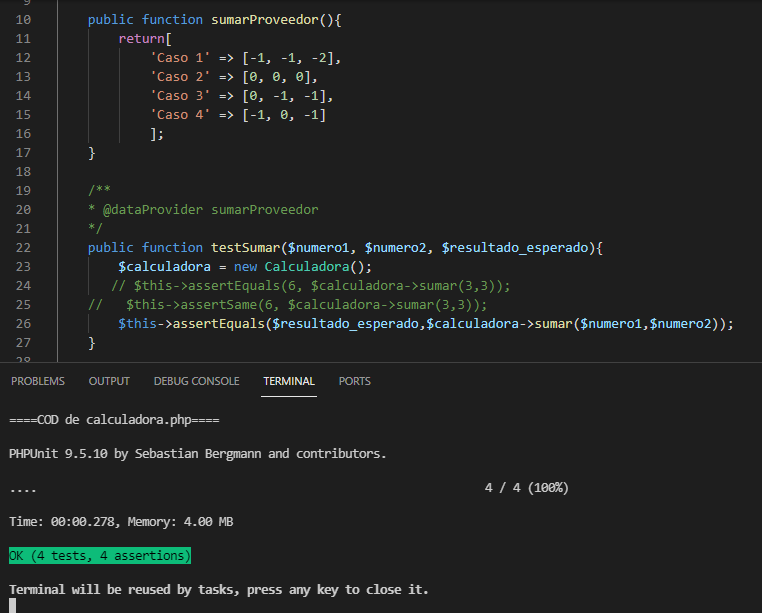 9
10 public function sumarProveedor(){
11 return[
12 'Caso 1' => [-1, -1, -2],
13 'Caso 2' => [0, 0, 0],
14 'Caso 3' => [0, -1, -1],
15 'Caso 4' => [-1, 0, -1]
16 ];
17 }
18
19 /**
20 * @dataProvider sumarProveedor
21 */
22 public function testSumar($numero1, $numero2, $resultado_esperado){
23 $calculadora = new Calculadora();
24 // $this->assertEquals(6, $calculadora->sumar(3,3));
25 // $this->assertSame(6, $calculadora->sumar(3,3));
26 $this->assertEquals($resultado_esperado,$calculadora->sumar($numero1,$numero2));
27 }
28
PROBLEMS OUTPUT DEBUG CONSOLE TERMINAL PORTS
====COD de calculadora.php====
PHPUnit 9.5.10 by Sebastian Bergmann and contributors.
.... 4 / 4 (100%)
Time: 00:00.278, Memory: 4.00 MB
OK (4 tests, 4 assertions)
Terminal will be reused by tasks, press any key to close it.